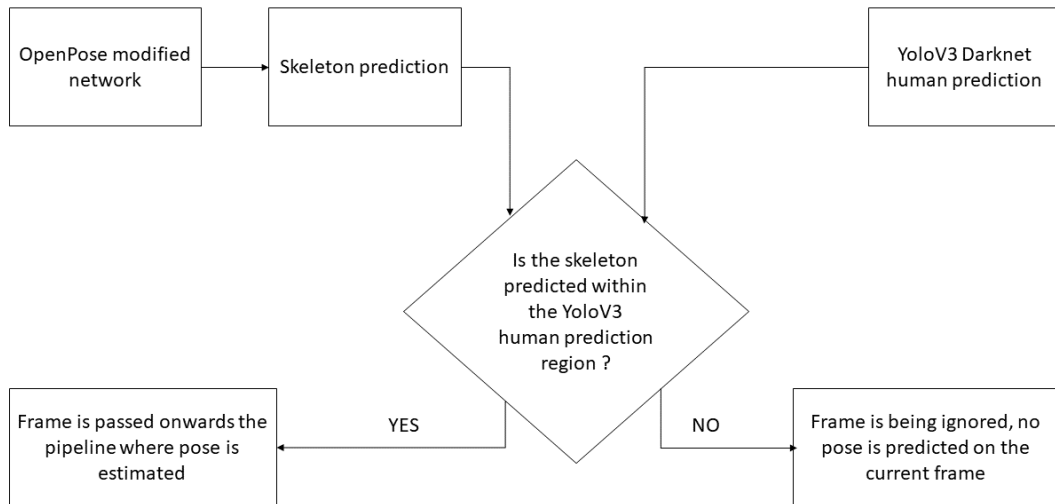 OpenPose modified
network
Skeleton prediction
YoloV3 Darknet
human prediction
Is the skeleton
predicted within
the YoloV3
human prediction
region ?
YES
NO
Frame is passed onwards the
pipeline where pose is
estimated
Frame is being ignored, no
pose is predicted on the
current frame